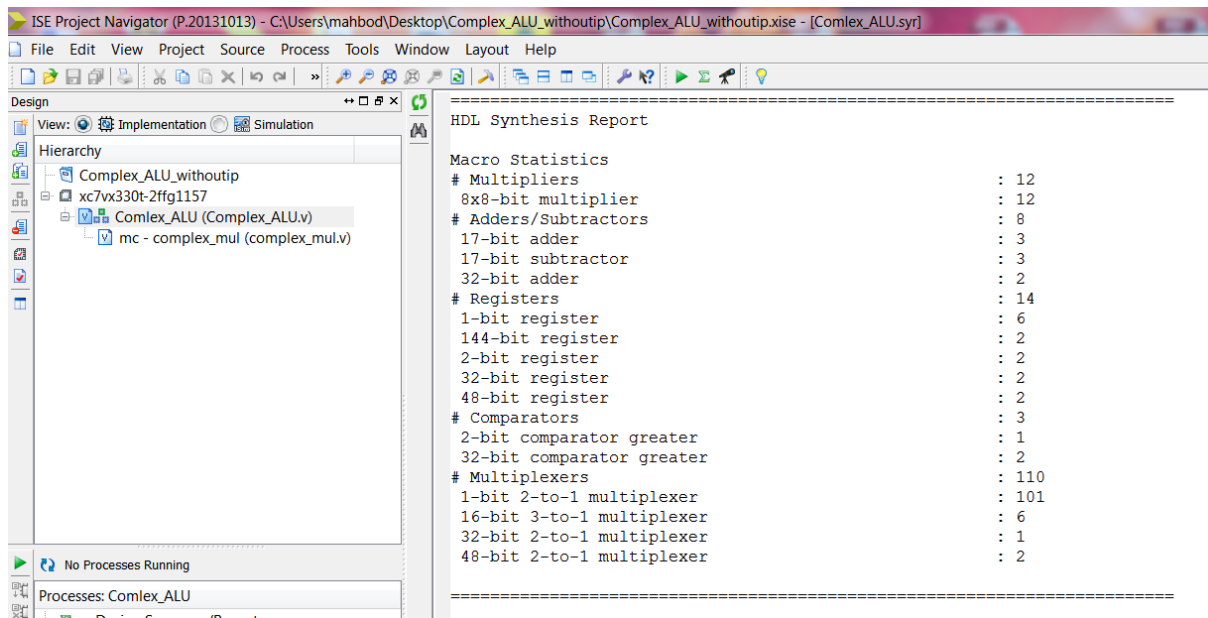 ISE Project Navigator (P.20131013) - C:\Users\mahbod\Desktop\Complex_ALU_withoutip\Complex_ALU_withoutip.xise - [Comlex_ALU.syr]
File Edit View Project Source Process Tools Window Layout Help
Design
View: Implementation Simulation
Hierarchy
Complex_ALU_withoutip
xc7vx330t-2ffg1157
Comlex_ALU (Complex_ALU.v)
mc - complex_mul (complex_mul.v)
No Processes Running
Processes: Comlex_ALU
=========================================================================
HDL Synthesis Report
Macro Statistics
# Multipliers : 12
8x8-bit multiplier : 12
# Adders/Subtractors : 8
17-bit adder : 3
17-bit subtractor : 3
32-bit adder : 2
# Registers : 14
1-bit register : 6
144-bit register : 2
2-bit register : 2
32-bit register : 2
48-bit register : 2
# Comparators : 3
2-bit comparator greater : 1
32-bit comparator greater : 2
# Multiplexers : 110
1-bit 2-to-1 multiplexer : 101
16-bit 3-to-1 multiplexer : 6
32-bit 2-to-1 multiplexer : 1
48-bit 2-to-1 multiplexer : 2
=========================================================================